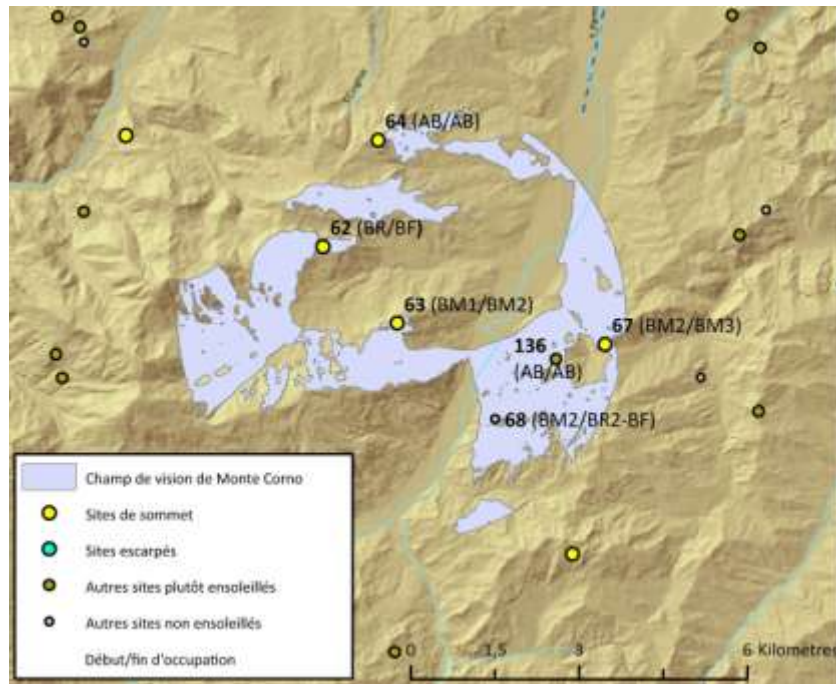 64 (AB/AB)
62 (BR/BF)
63 (BM1/BM2)
67 (BM2/BM3)
136
(AB/AB)
68 (BM2/BR2-BF)
Champ de vision de Monte Corno
Sites de sommet
Sites escarpés
Autres sites plutôt ensoleillés
Autres sites non ensoleillés
Début/fin d'occupation
0 1,5 3 6 Kilomètres